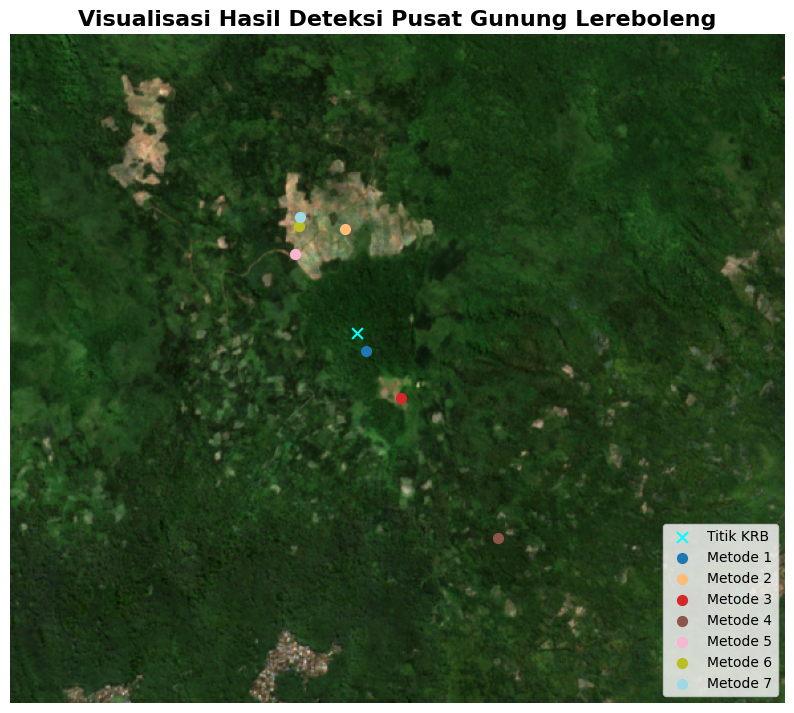 Visualisasi Hasil Deteksi Pusat Gunung Lereboleng
Titik KRB
Metode 1
Metode 2
Metode 3
Metode 4
Metode 5
Metode 6
Metode 7